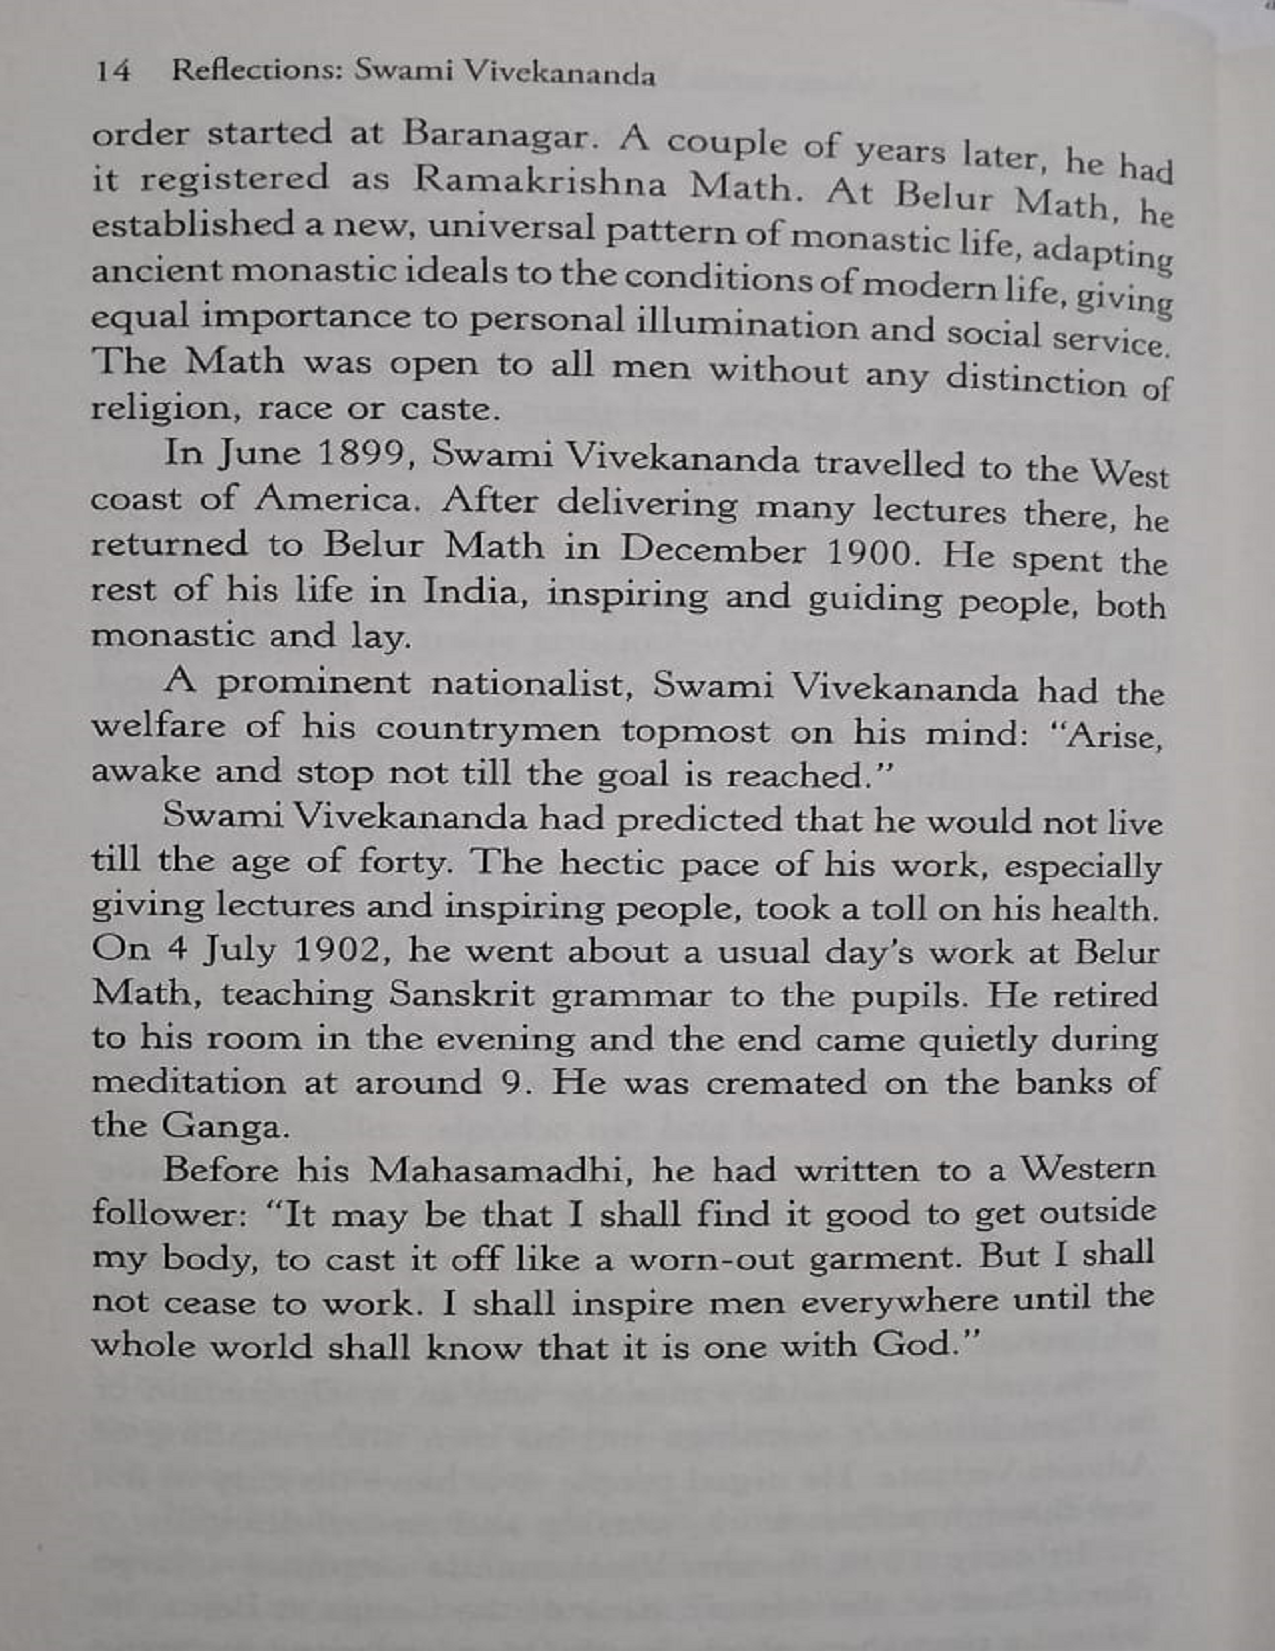 14 Reflections: Swami Vivekananda
order started at Baranagar. A couple of years later, he had
it registered as Ramakrishna Math. At Belur Math, he
established a new, universal pattern of monastic life, adapting
ancient monastic ideals to the conditions of modern life, giving
equal importance to personal illumination and social service.
The Math was open to all men without any distinction of
religion, race or caste.
In June 1899, Swami Vivekananda travelled to the West
coast of America. After delivering many lectures there, he
returned to Belur Math in December 1900. He spent the
rest of his life in India, inspiring and guiding people, both
monastic and lay.
A prominent nationalist, Swami Vivekananda had the
welfare of his countrymen topmost on his mind: “Arise,
awake and stop not till the goal is reached.”
Swami Vivekananda had predicted that he would not live
till the age of forty. The hectic pace of his work, especially
giving lectures and inspiring people, took a toll on his health.
On 4 July 1902, he went about a usual day’s work at Belur
Math, teaching Sanskrit grammar to the pupils. He retired
to his room in the evening and the end came quietly during
meditation at around 9. He was cremated on the banks of
the Ganga.
Before his Mahasamadhi, he had written to a Western
follower: “It may be that I shall find it good to get outside
my body, to cast it off like a worn-out garment. But I shall
not cease to work. I shall inspire men everywhere until the
whole world shall know that it is one with God.”